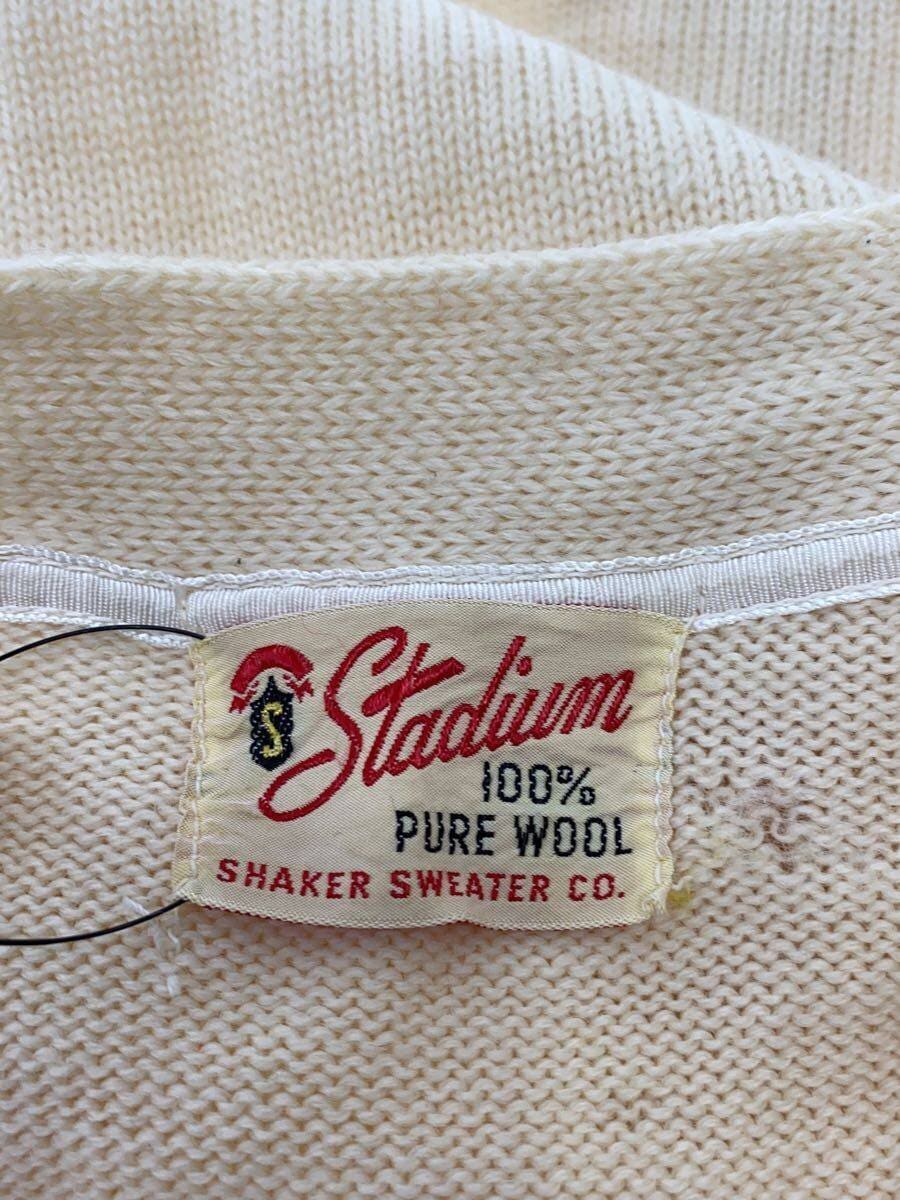 S
Stadium
100%
PURE WOOL
SHAKER SWEATER CO.